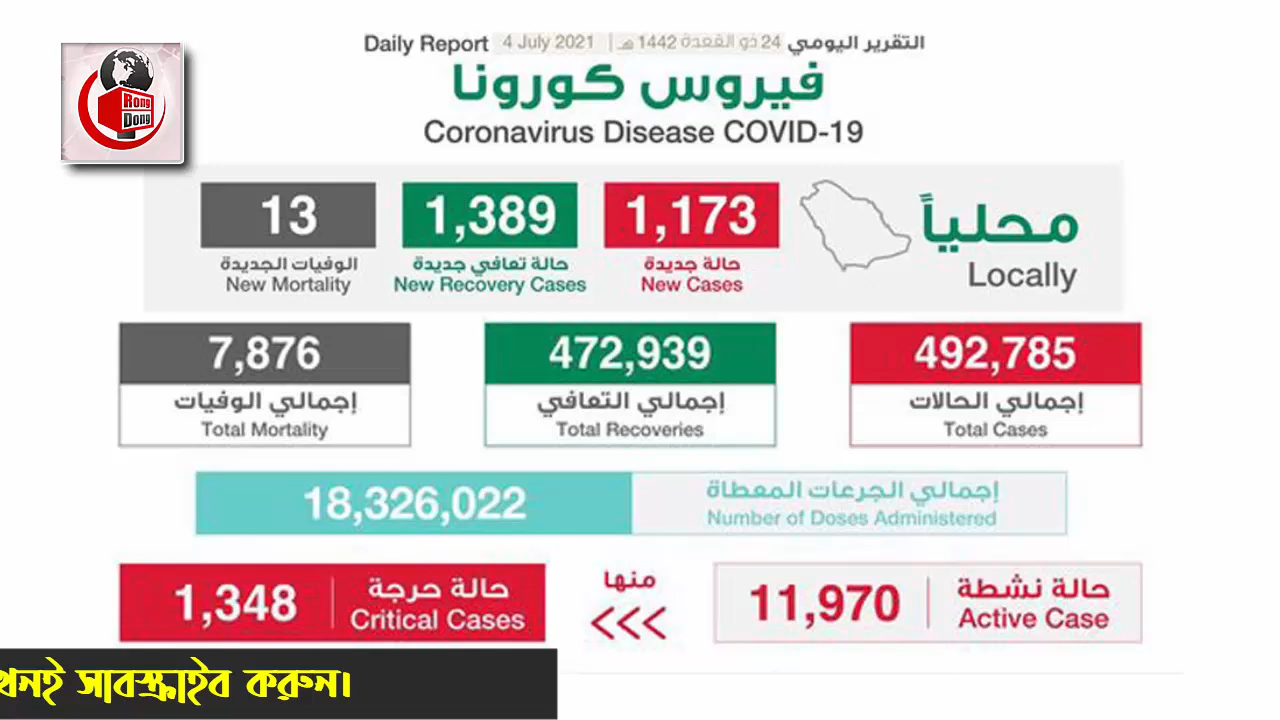 Daily Report 4 July 2021 | 24 ذو القعدة 1442 هـ التقرير اليومي
فيروس كورونا
Coronavirus Disease COVID-19
Rong
Dong
محلياً
Locally
1,173
حالة جديدة
New Cases
1,389
حالة تعافي جديدة
New Recovery Cases
13
الوفيات الجديدة
New Mortality
492,785
إجمالي الحالات
Total Cases
472,939
إجمالي التعافي
Total Recoveries
7,876
إجمالي الوفيات
Total Mortality
إجمالي الجرعات المعطاة
Number of Doses Administered
18,326,022
حالة نشطة
Active Case
11,970
منها
حالة حرجة
Critical Cases
1,348
সাবস্ক্রাইব করুন।